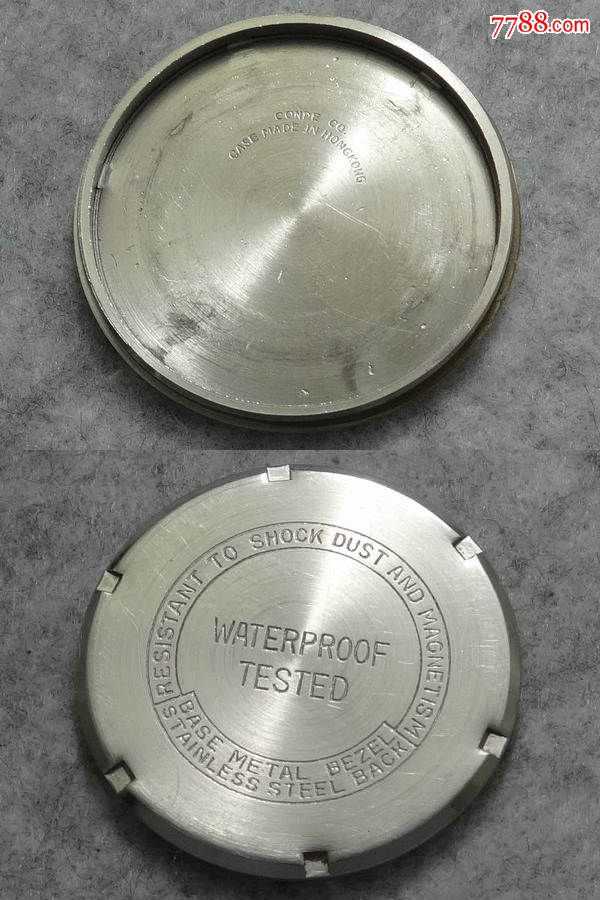 7788.com
CONPE CO.
CASE MADE IN HONGKONG
RESISTANT TO SHOCK DUST AND MAGNETISM
WATERPROOF
TESTED
BASE METAL BEZEL
STAINLESS STEEL BACK